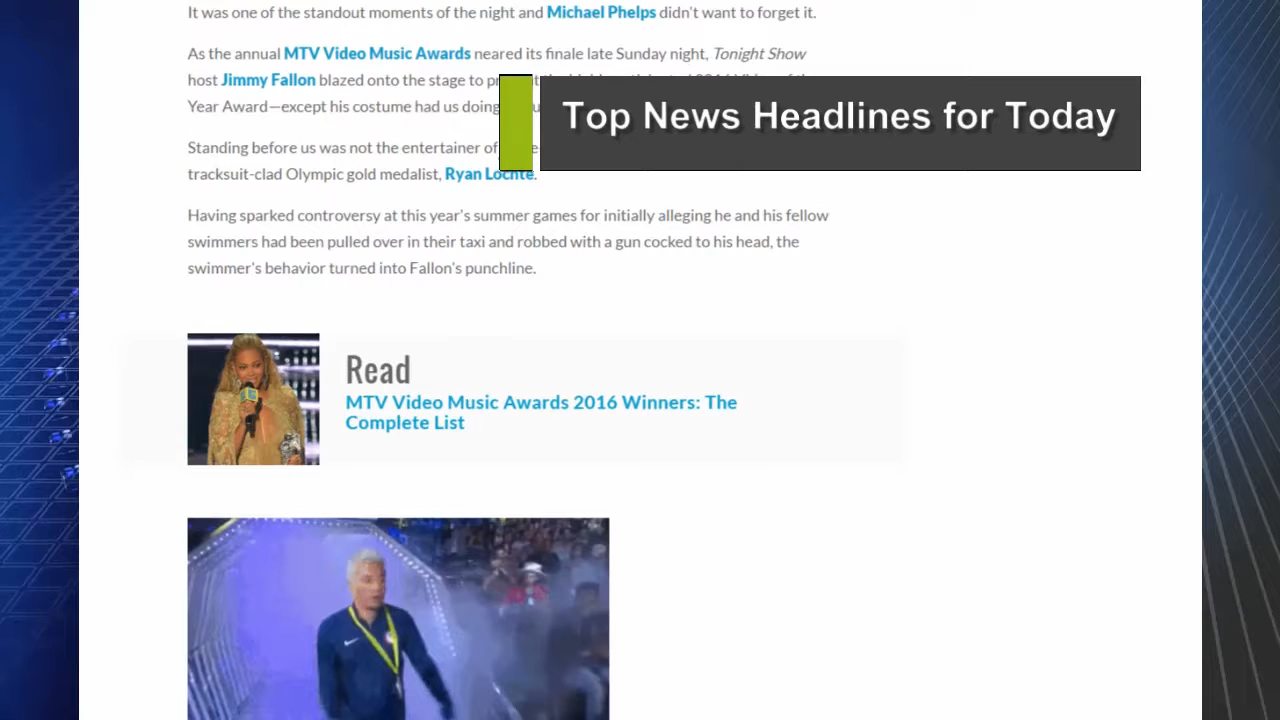 It was one of the standout moments of the night and Michael Phelps didn't want to forget it.
As the annual MTV Video Music Awards neared its finale late Sunday night, Tonight Show
host Jimmy Fallon blazed onto the stage to
Top News Headlines for Today
Year Award—except his costume had us doing
Standing before us was not the entertainer of
tracksuit-clad Olympic gold medalist, Ryan Lochte.
Having sparked controversy at this year's summer games for initially alleging he and his fellow
swimmers had been pulled over in their taxi and robbed with a gun cocked to his head, the
swimmer's behavior turned into Fallon's punchline.
Read
MTV Video Music Awards 2016 Winners: The
Complete List